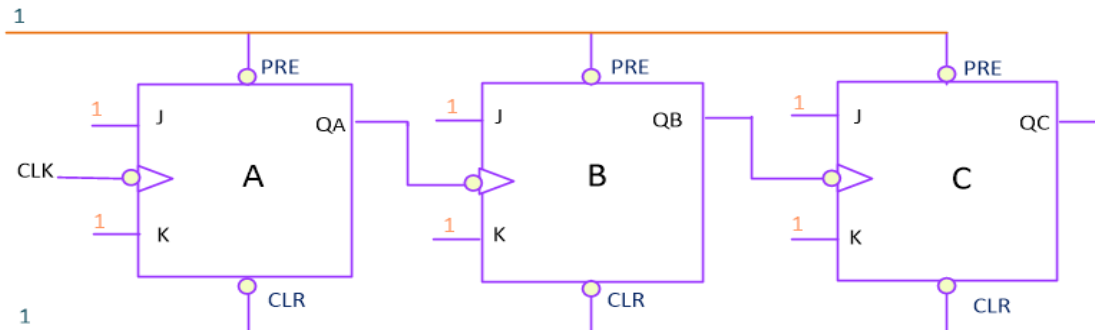 1
PRE PRE PRE
1 J QA 1 J QB 1 J QC
CLK A B C
1 K 1 K 1 K
CLR CLR CLR
1